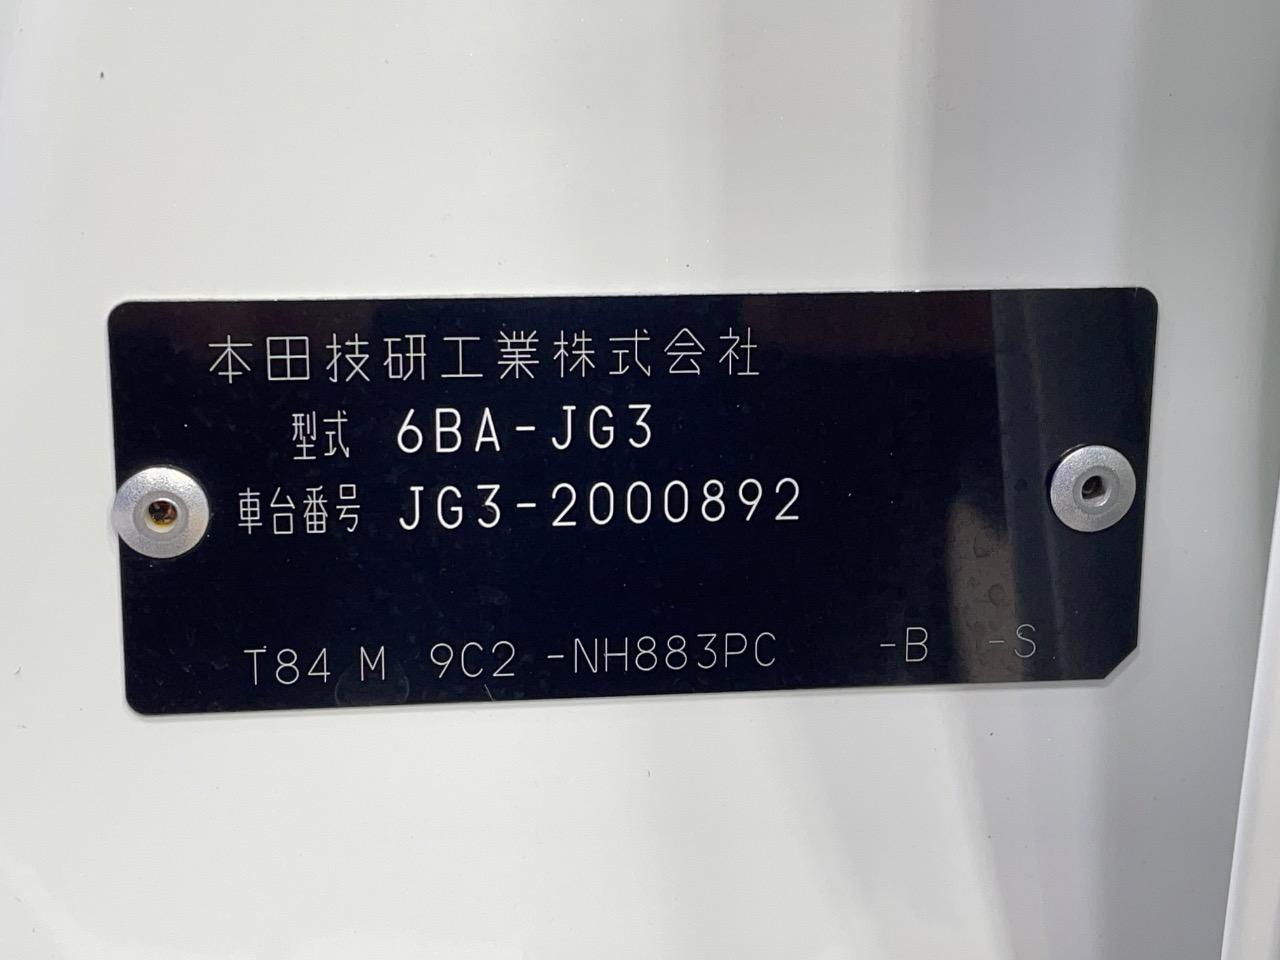 本田技研工業株式会社
型式 6BA-JG3
車台番号 JG3-2000892
T84 M 9C2 -NH883PC -B -S